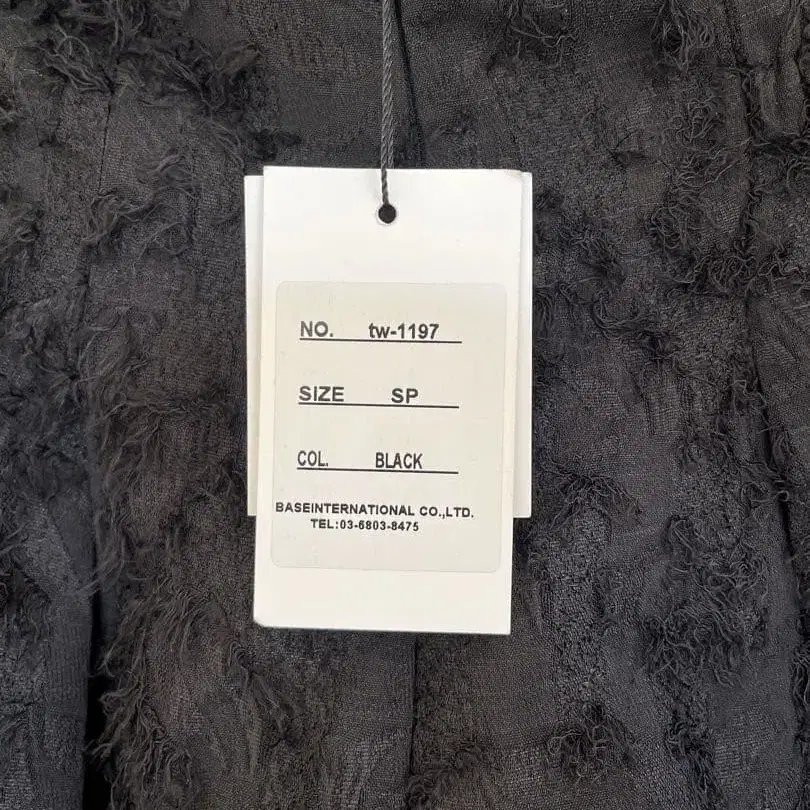 NO. tw-1197
SIZE SP
COL. BLACK
BASEINTERNATIONAL CO.,LTD.
TEL:03-6803-8475